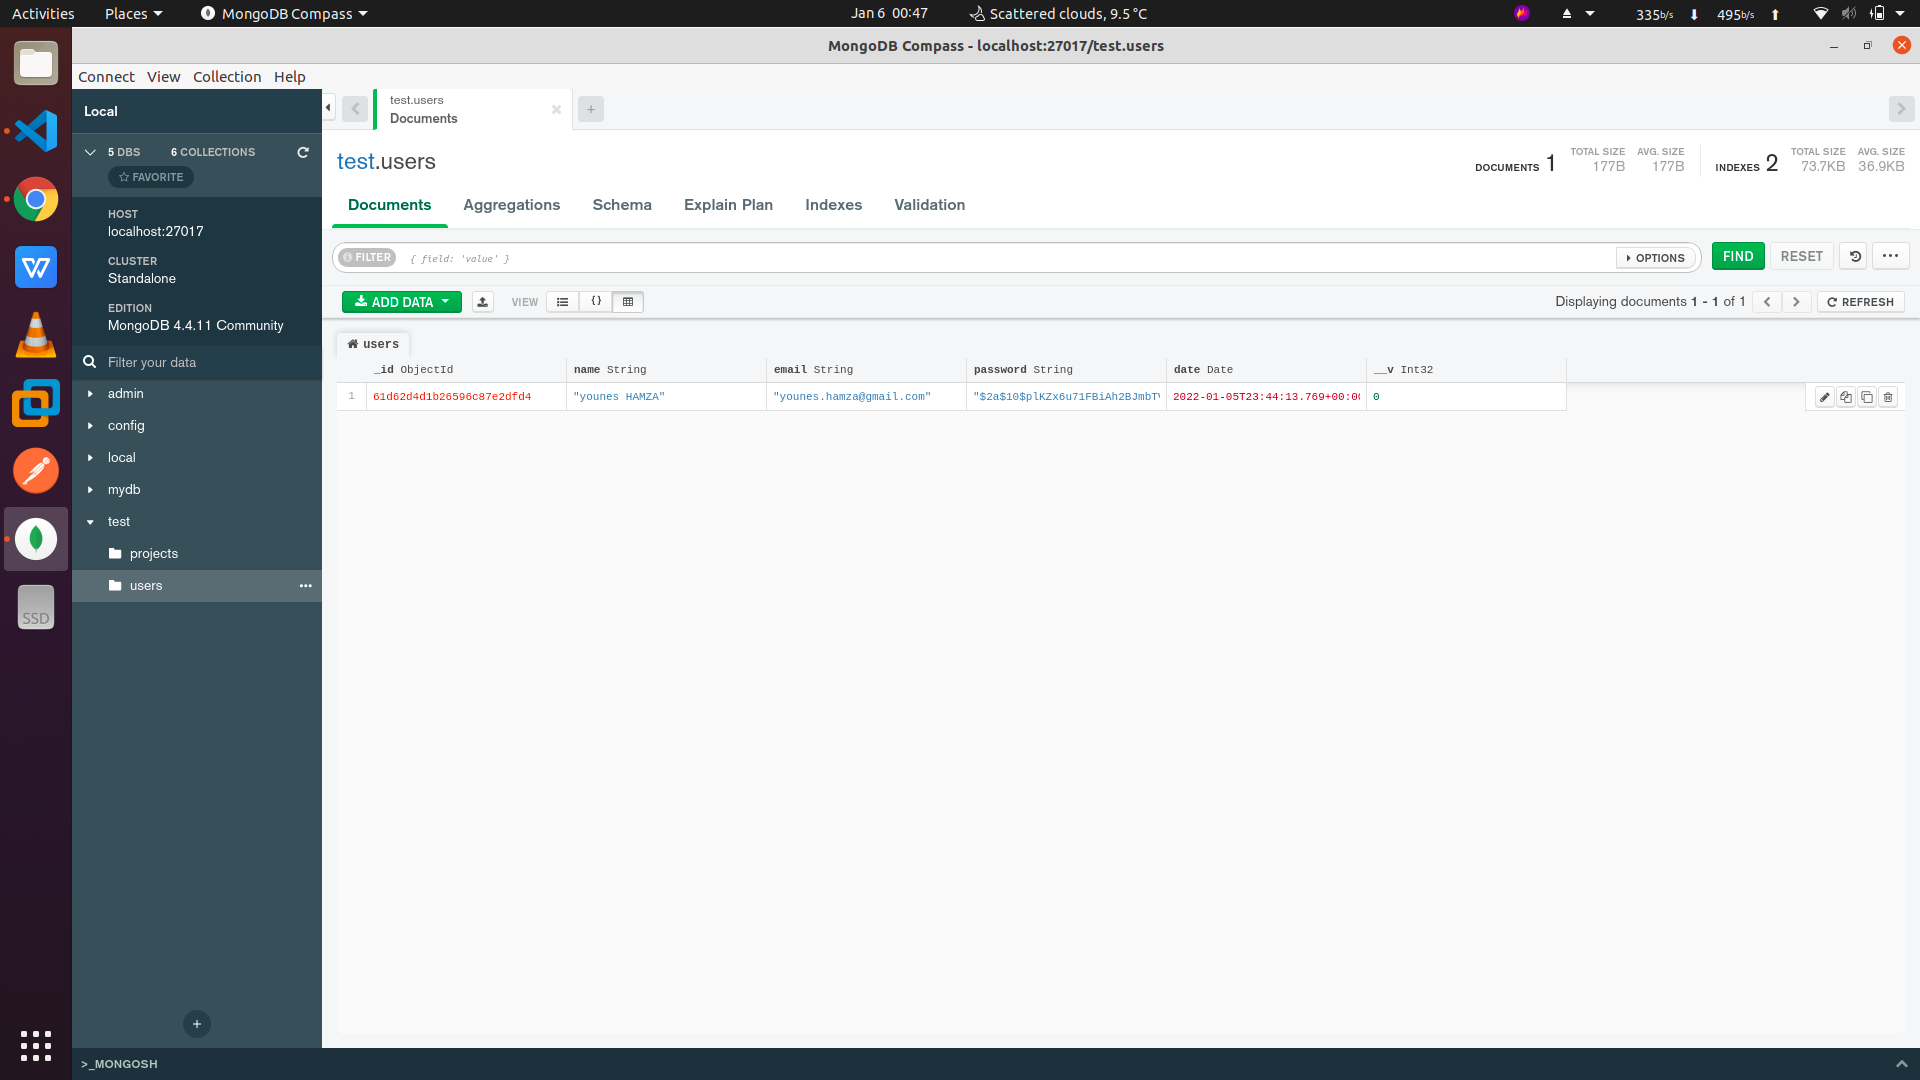 Activities Places MongoDB Compass Jan 6 00:47 Scattered clouds, 9.5 °C 335b/s 495b/s
MongoDB Compass - localhost:27017/test.users
Connect View Collection Help
Local
5 DBS 6 COLLECTIONS
FAVORITE
HOST
localhost:27017
CLUSTER
Standalone
EDITION
MongoDB 4.4.11 Community
Filter your data
admin
config
local
mydb
test
projects
users
SSD
test.users
Documents
test.users
DOCUMENTS 1 TOTAL SIZE 177B AVG. SIZE 177B INDEXES 2 TOTAL SIZE 73.7KB AVG. SIZE 36.9KB
Documents Aggregations Schema Explain Plan Indexes Validation
FILTER { field: 'value' } OPTIONS FIND RESET
ADD DATA VIEW {} Displaying documents 1 - 1 of 1 REFRESH
users
_id ObjectId name String email String password String date Date __v Int32
1 61d62d4d1b26596c87e2dfd4 "younes HAMZA" "younes.hamza@gmail.com" "$2a$10$plKZx6u71FBiAh2BJmbT 2022-01-05T23:44:13.769+00:00 0
>_MONGOSH